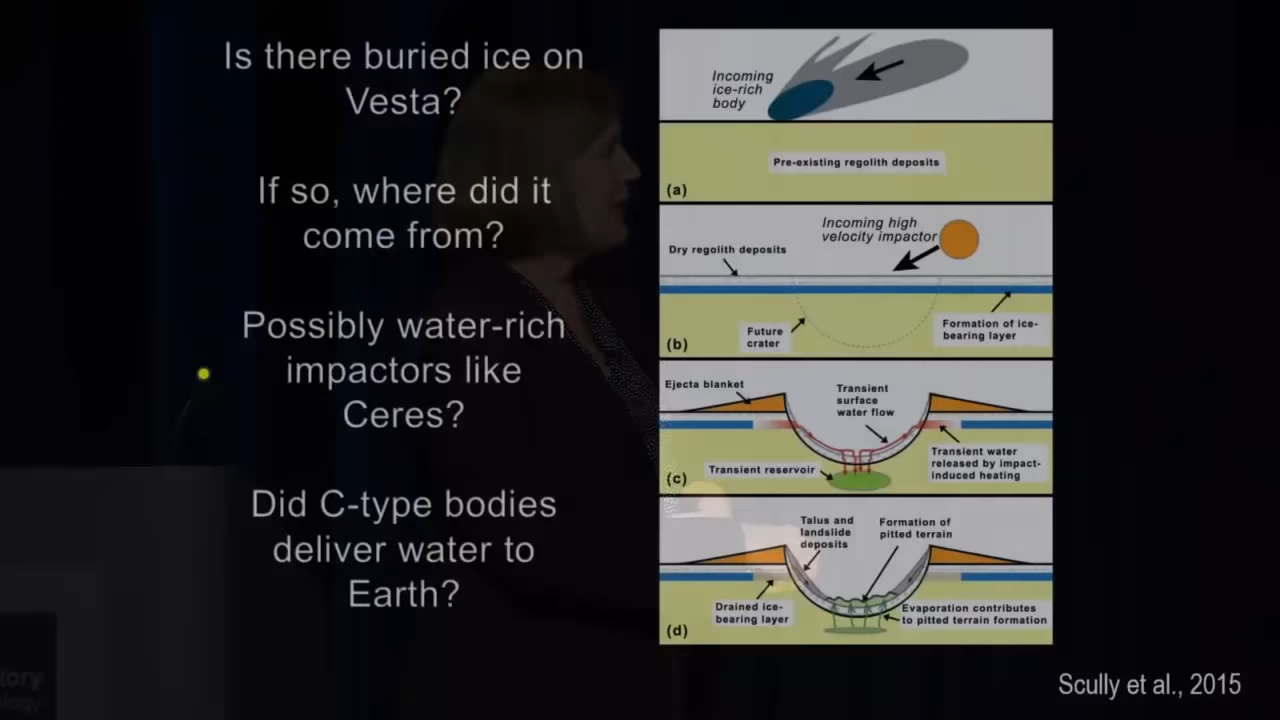 Is there buried ice on
Vesta?
If so, where did it
come from?
Possibly water-rich
impactors like
Ceres?
Did C-type bodies
deliver water to
Earth?
Incoming
ice-rich
body
Pre-existing regolith deposits
(a)
Incoming high
velocity impactor
Dry regolith deposits
Future
crater
Formation of ice-
bearing layer
(b)
Ejecta blanket
Transient
surface
water flow
Transient reservoir
Transient water
released by impact-
induced heating
(c)
Talus and
landslide
deposits
Formation of
pitted terrain
Drained ice-
bearing layer
Evaporation contributes
to pitted terrain formation
(d)
Scully et al., 2015